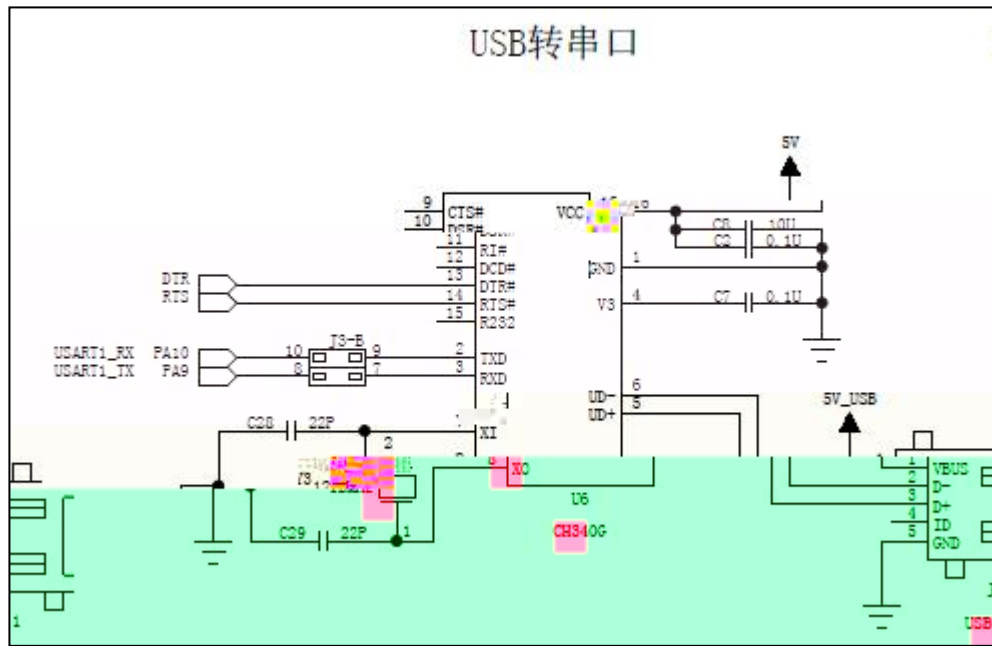 USB转串口
5V
9 CTS# VCC
C6 10U
10 DSR# C2 0.1U
11 RI#
12 DCD# GND 1
DTR 13 DTR#
RTS 14 RTS# V3 4 C7 0.1U
15 R232
J3-B
USART1_RX PA10 10 9 2 TXD
USART1_TX PA9 8 7 3 RXD
UD- 6
UD+ 5
5V_USB
C28 22P XI
2
XO
1 VBUS
2 D-
3 D+
4 ID
5 GND
U6
C29 22P 1 CH340G
1
USB